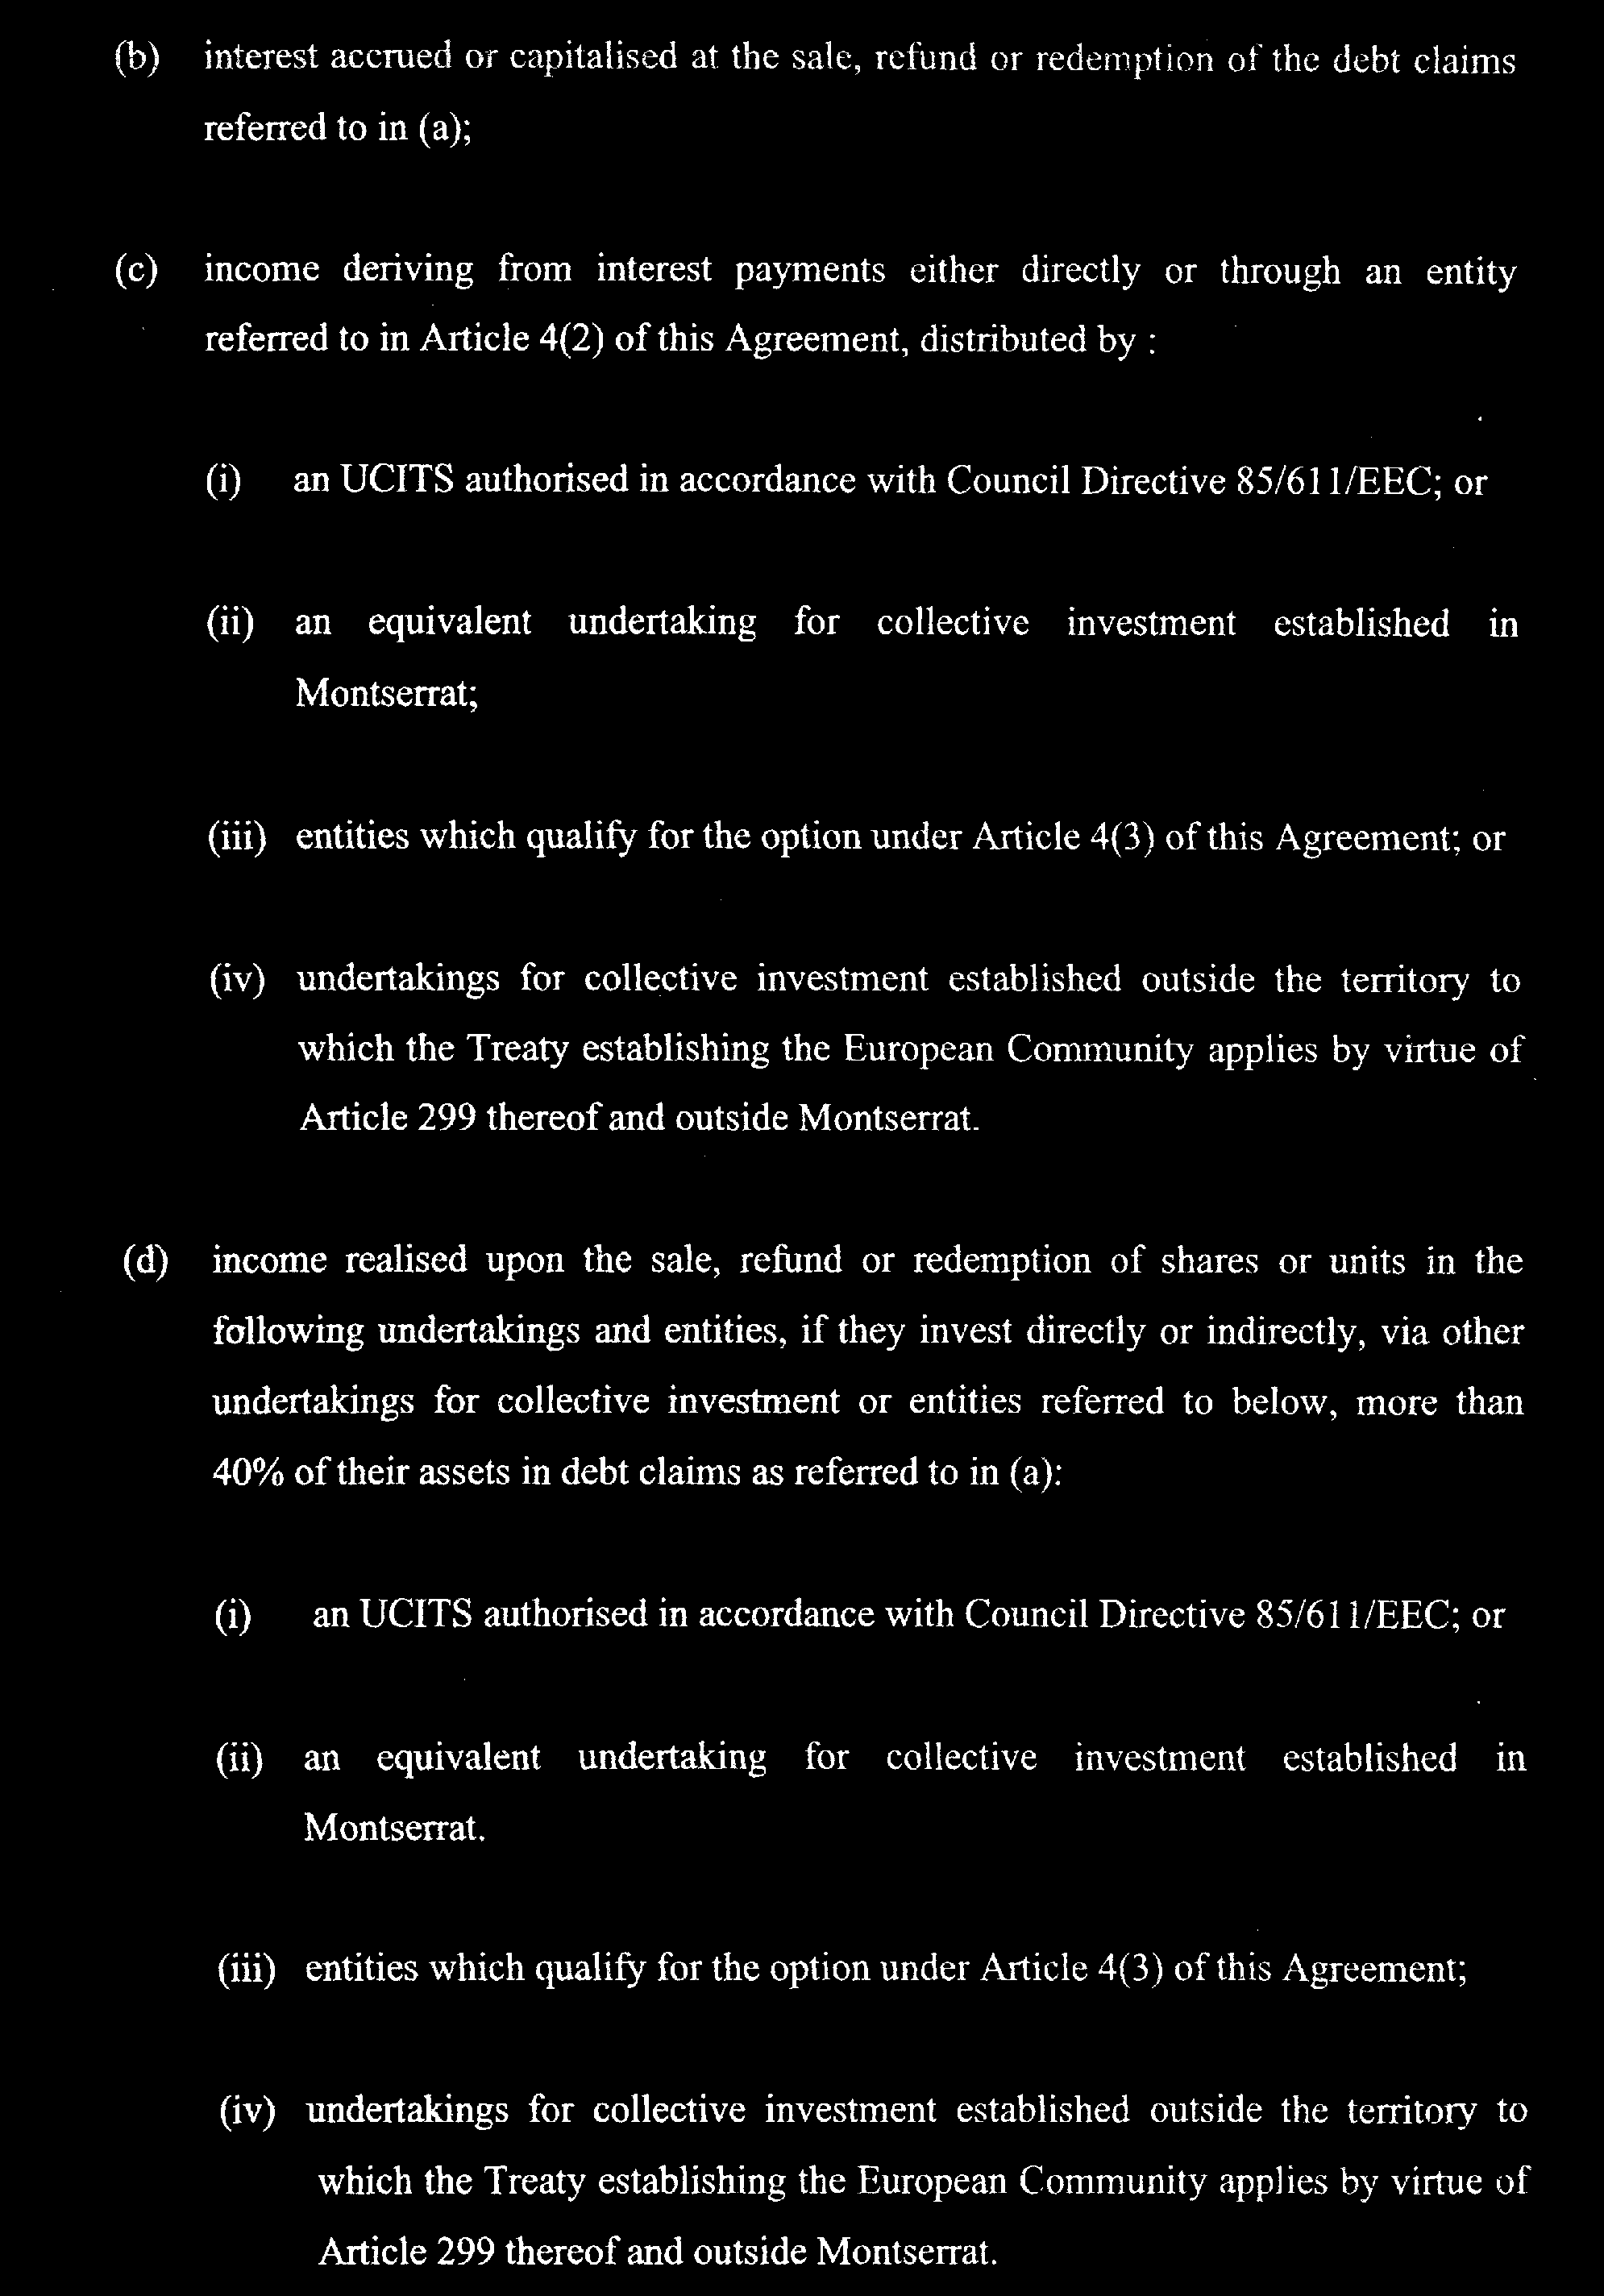 (b) interest accrued or capitalised at the sale, refund or redemption of the debt claims
referred to in (a);
(c) income deriving from interest payments either directly or through an entity
referred to in Article 4(2) of this Agreement, distributed by :
(i) an UCITS authorised in accordance with Council Directive 85/611/EEC; or
(ii) an equivalent undertaking for collective investment established in
Montserrat;
(iii) entities which qualify for the option under Article 4(3) of this Agreement; or
(iv) undertakings for collective investment established outside the territory to
which the Treaty establishing the European Community applies by virtue of
Article 299 thereof and outside Montserrat.
(d) income realised upon the sale, refund or redemption of shares or units in the
following undertakings and entities, if they invest directly or indirectly, via other
undertakings for collective investment or entities referred to below, more than
40% of their assets in debt claims as referred to in (a):
(i) an UCITS authorised in accordance with Council Directive 85/611/EEC; or
(ii) an equivalent undertaking for collective investment established in
Montserrat.
(iii) entities which qualify for the option under Article 4(3) of this Agreement;
(iv) undertakings for collective investment established outside the territory to
which the Treaty establishing the European Community applies by virtue of
Article 299 thereof and outside Montserrat.